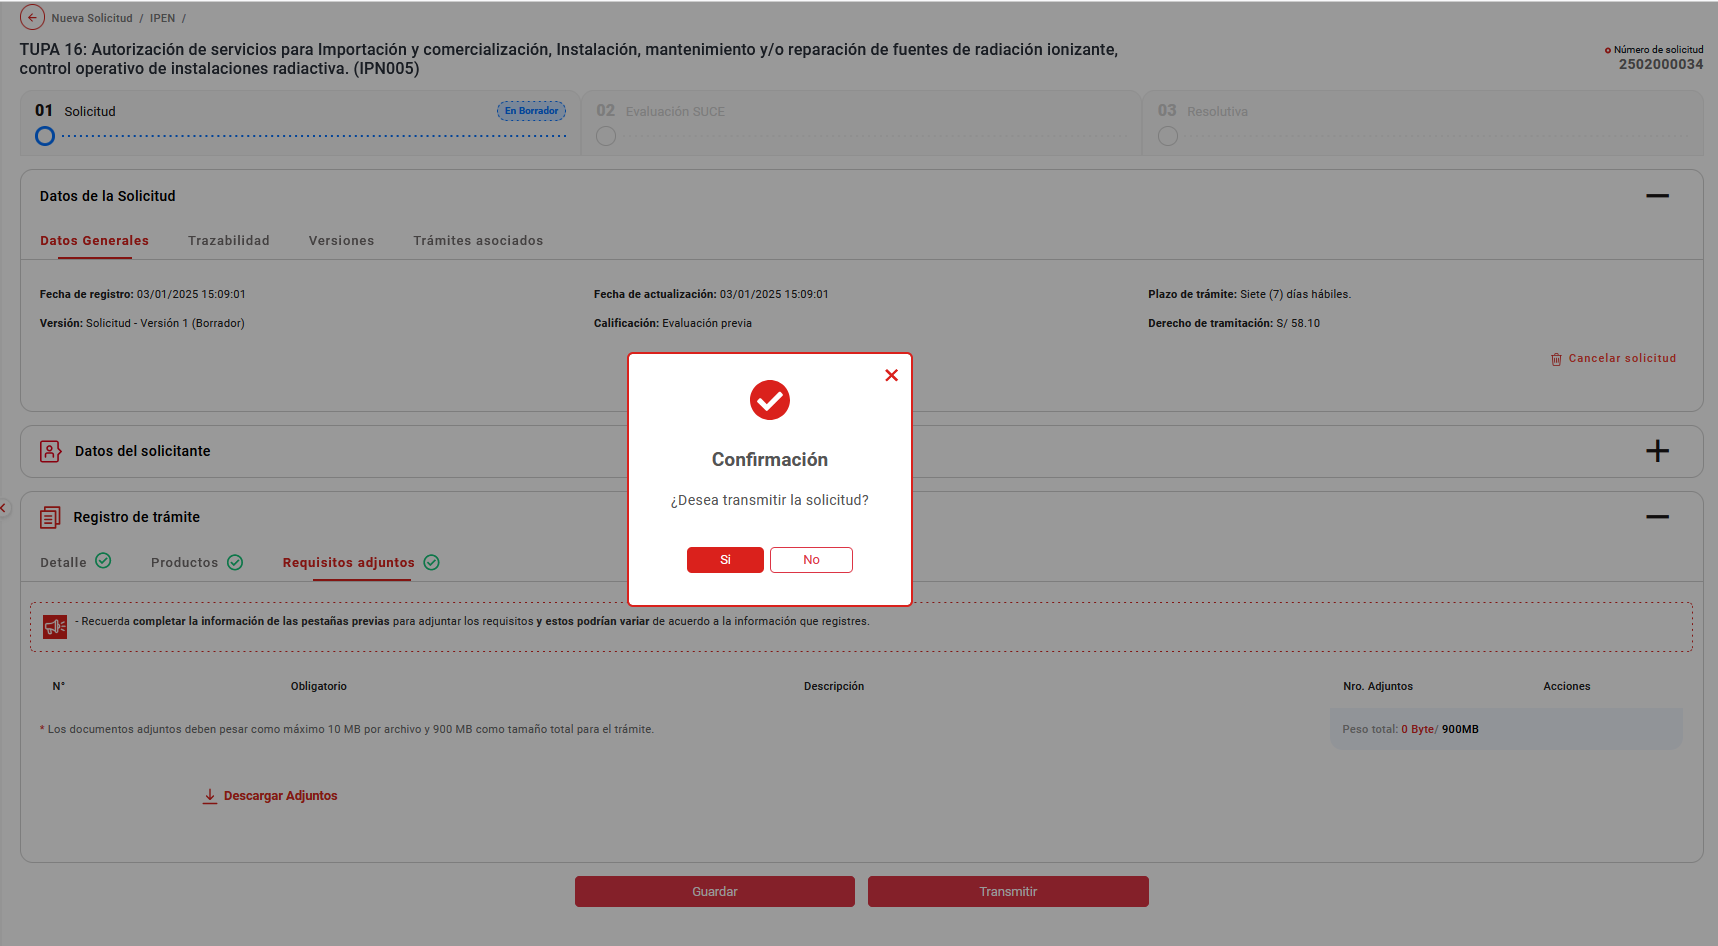 Nueva Solicitud / IPEN /
TUPA 16: Autorización de servicios para Importación y comercialización, Instalación, mantenimiento y/o reparación de fuentes de radiación ionizante,
control operativo de instalaciones radiactiva. (IPN005)
Número de solicitud
2502000034
01 Solicitud En Borrador
02 Evaluación SUCE
03 Resolutiva
Datos de la Solicitud
Datos Generales Trazabilidad Versiones Trámites asociados
Fecha de registro: 03/01/2025 15:09:01 Fecha de actualización: 03/01/2025 15:09:01 Plazo de trámite: Siete (7) días hábiles.
Versión: Solicitud - Versión 1 (Borrador) Calificación: Evaluación previa Derecho de tramitación: S/ 58.10
Cancelar solicitud
Confirmación
¿Desea transmitir la solicitud?
Si No
Datos del solicitante
Registro de trámite
Detalle Productos Requisitos adjuntos
- Recuerda completar la información de las pestañas previas para adjuntar los requisitos y estos podrían variar de acuerdo a la información que registres.
N° Obligatorio Descripción Nro. Adjuntos Acciones
* Los documentos adjuntos deben pesar como máximo 10 MB por archivo y 900 MB como tamaño total para el trámite. Peso total: 0 Byte/ 900MB
Descargar Adjuntos
Guardar Transmitir